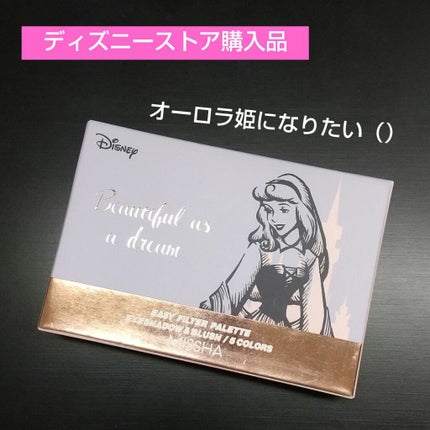 ディズニーストア購入品
オーロラ姫になりたい（）
Disney
Beautiful as
a dream
EASY FILTER PALETTE
EYESHADOW & BLUSH / 5 COLORS
MISSHA